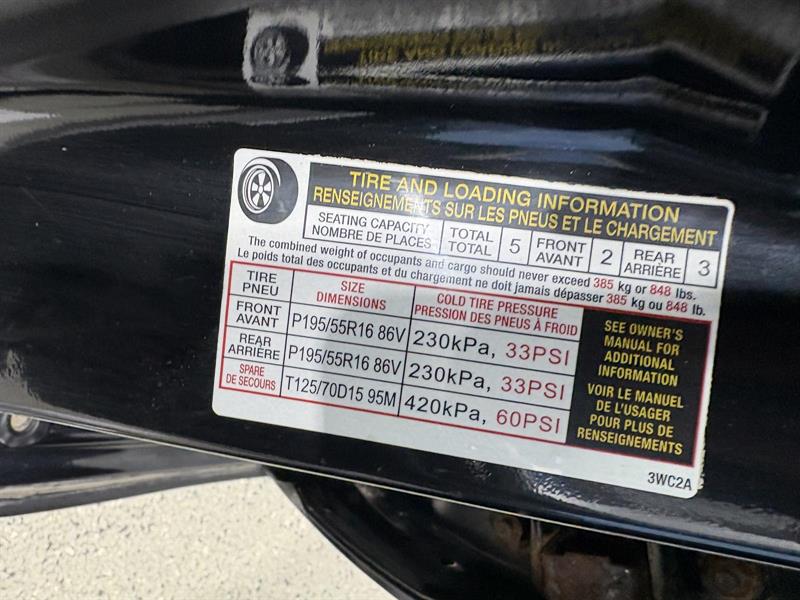 TIRE AND LOADING INFORMATION
RENSEIGNEMENTS SUR LES PNEUS ET LE CHARGEMENT
SEATING CAPACITY
NOMBRE DE PLACES
TOTAL
TOTAL
5
FRONT
AVANT
2
REAR
ARRIÈRE
3
The combined weight of occupants and cargo should never exceed 385 kg or 848 lbs.
Le poids total des occupants et du chargement ne doit jamais dépasser 385 kg ou 848 lb.
TIRE
PNEU
SIZE
DIMENSIONS
COLD TIRE PRESSURE
PRESSION DES PNEUS À FROID
FRONT
AVANT
P195/55R16 86V
230kPa, 33PSI
REAR
ARRIÈRE
P195/55R16 86V
230kPa, 33PSI
SPARE
DE SECOURS
T125/70D15 95M
420kPa, 60PSI
SEE OWNER'S
MANUAL FOR
ADDITIONAL
INFORMATION
VOIR LE MANUEL
DE L'USAGER
POUR PLUS DE
RENSEIGNEMENTS
3WC2A